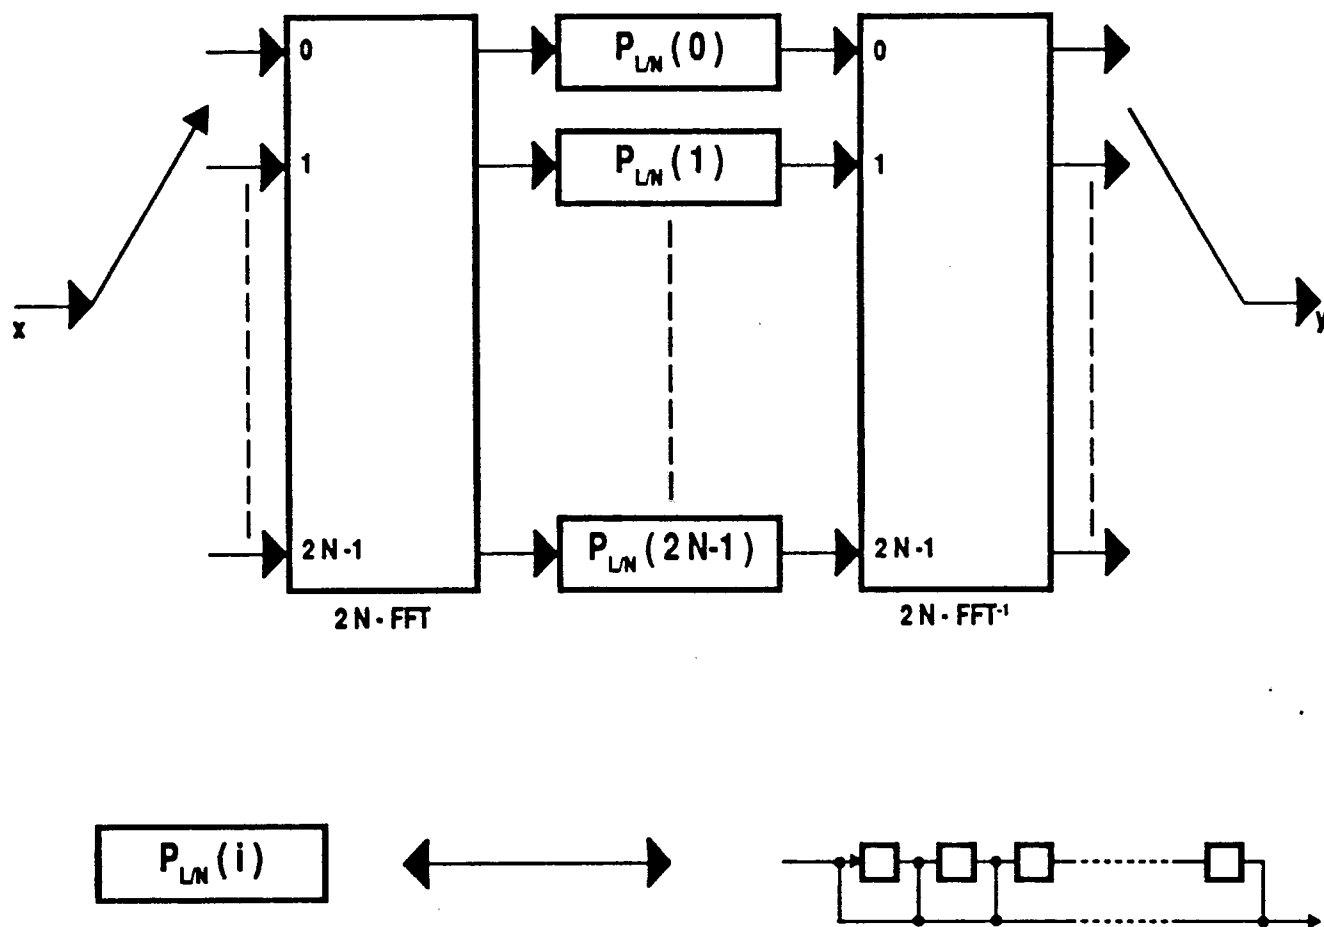 0 P_{L/N}(0) 0
1 P_{L/N}(1) 1
x y
2N-1 P_{L/N}(2N-1) 2N-1
2N-FFT 2N-FFT⁻¹
P_{L/N}(i)